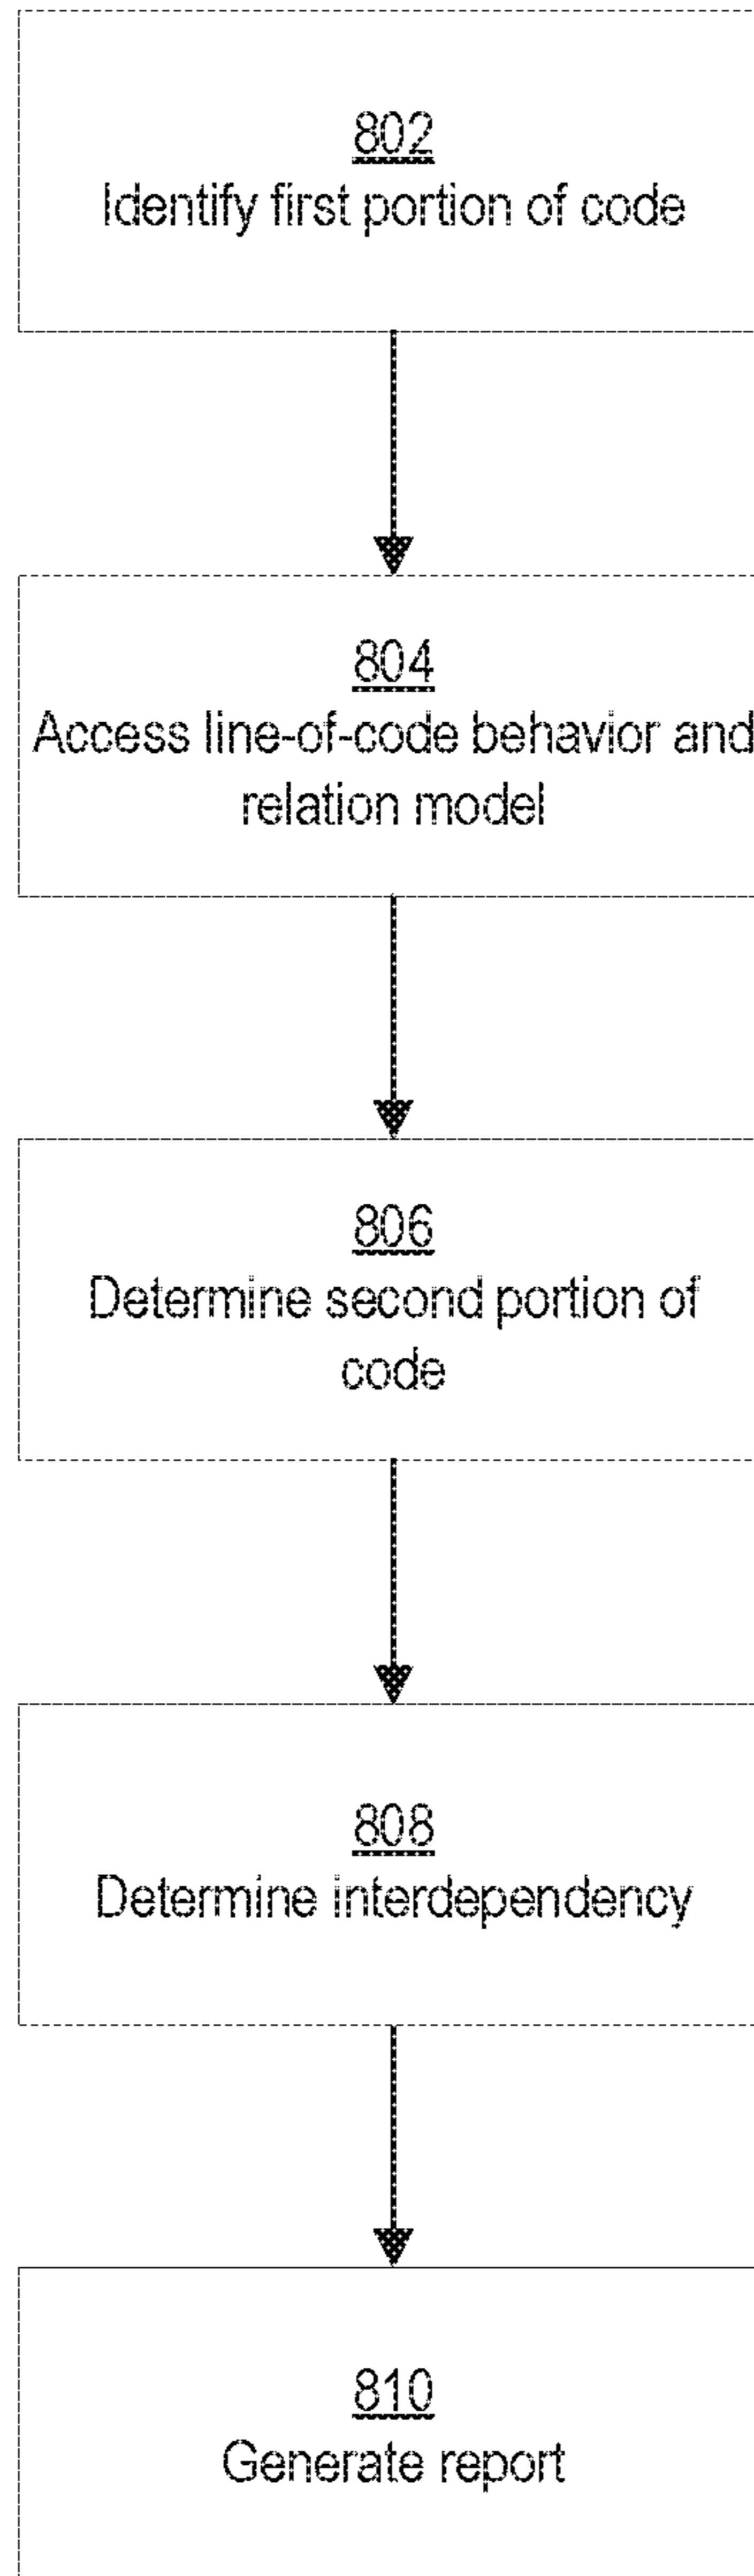 802
Identify first portion of code
804
Access line-of-code behavior and
relation model
806
Determine second portion of
code
808
Determine interdependency
810
Generate report